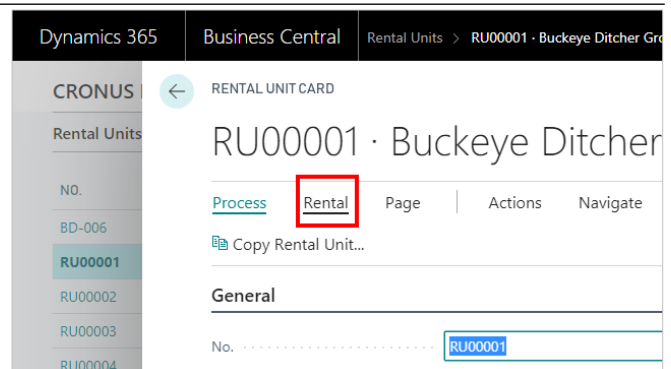 Dynamics 365 Business Central Rental Units > RU00001 · Buckeye Ditcher
CRONUS
RENTAL UNIT CARD
Rental Units
RU00001 · Buckeye Ditcher
NO.
Process Rental Page Actions Navigate
BD-006
Copy Rental Unit...
RU00001
RU00002
General
RU00003
No. RU00001
RU00004